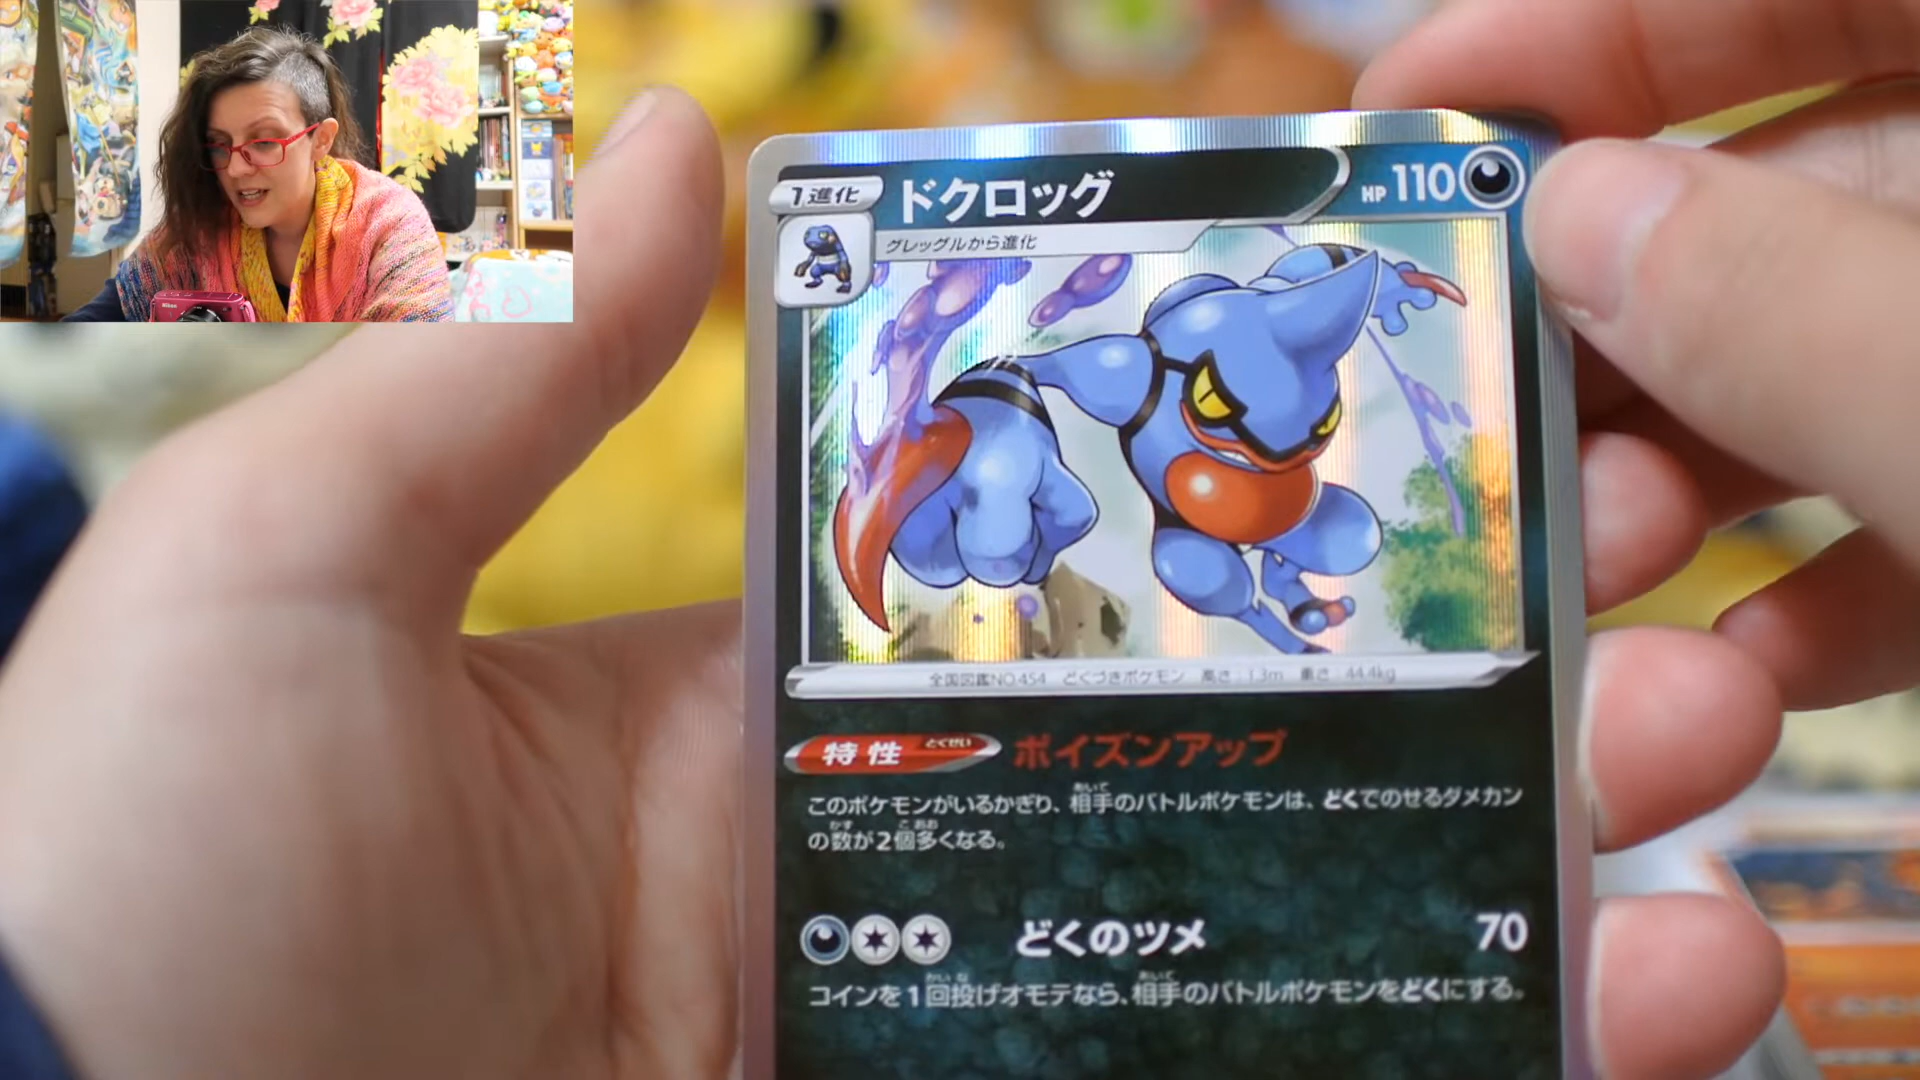 1進化
ドクロッグ
HP 110
グレッグルから進化
全国図鑑NO.454 どくづきポケモン 高さ：1.3m 重さ：44.4kg
特性 とくせい ポイズンアップ
このポケモンがいるかぎり、相手のバトルポケモンは、どくでのせるダメカン
の数が2個多くなる。
どくのツメ 70
コインを1回投げオモテなら、相手のバトルポケモンをどくにする。
Nikon